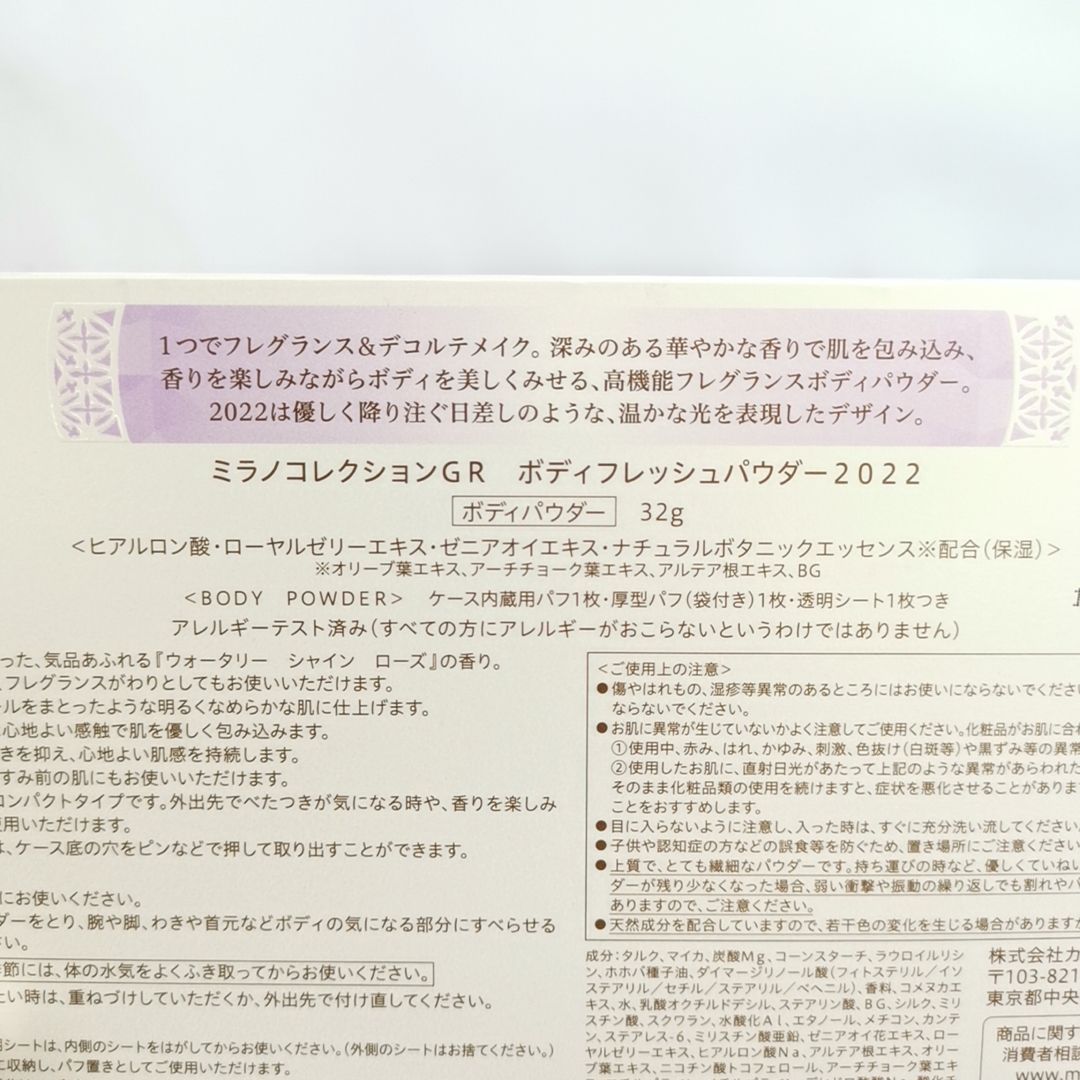 1つでフレグランス&デコルテメイク。深みのある華やかな香りで肌を包み込み、
香りを楽しみながらボディを美しくみせる、高機能フレグランスボディパウダー。
2022は優しく降り注ぐ日差しのような、温かな光を表現したデザイン。
ミラノコレクションGR ボディフレッシュパウダー2022
ボディパウダー 32g
<ヒアルロン酸・ローヤルゼリーエキス・ゼニアオイエキス・ナチュラルボタニックエッセンス※配合(保湿)>
※オリーブ葉エキス、アーチチョーク葉エキス、アルテア根エキス、BG
<BODY POWDER> ケース内蔵用パフ1枚・厚型パフ(袋付き)1枚・透明シート1枚つき
アレルギーテスト済み(すべての方にアレルギーがおこらないというわけではありません)
った、気品あふれる『ウォータリー シャイン ローズ』の香り。
フレグランスがわりとしてもお使いいただけます。
ールをまとったような明るくなめらかな肌に仕上げます。
心地よい感触で肌を優しく包み込みます。
きを抑え、心地よい肌感を持続します。
すみ前の肌にもお使いいただけます。
コンパクトタイプです。外出先でべたつきが気になる時や、香りを楽しみ
使用いただけます。
は、ケース底の穴をピンなどで押して取り出すことができます。
にお使いください。
ダーをとり、腕や脚、わきや首元などボディの気になる部分にすべらせる
い。
季節には、体の水気をよくふき取ってからお使いください。
たい時は、重ねづけしていただくか、外出先で付け直してください。
用シートは、内側のシートをはがしてからお使いください。(外側のシートはお捨てください。)
に収納し、パフ置きとしてご使用いただけます。
<ご使用上の注意>
●傷やはれもの、湿疹等異常のあるところにはお使いにならないでくださ
ならないでください。
●お肌に異常が生じていないかよく注意してご使用ください。化粧品がお肌に合わ
①使用中、赤み、はれ、かゆみ、刺激、色抜け(白斑等)や黒ずみ等の異常
②使用したお肌に、直射日光があたって上記のような異常があらわれた
そのまま化粧品類の使用を続けますと、症状を悪化させることがありま
ことをおすすめします。
●目に入らないように注意し、入った時は、すぐに充分洗い流してください。
●子供や認知症の方などの誤食等を防ぐため、置き場所にご注意ください
●上質で、とても繊細なパウダーです。持ち運びの時など、優しくていねい
ダーが残り少なくなった場合、弱い衝撃や振動の繰り返しでも割れやパ
ありますので、ご注意ください。
●天然成分を配合していますので、若干色の変化を生じる場合がありますが
成分:タルク、マイカ、炭酸Mg、コーンスターチ、ラウロイルリシ
ン、ホホバ種子油、ダイマージリノール酸(フィトステリル/イソ
ステアリル/セチル/ステアリル/ベヘニル)、香料、コメヌカエ
キス、水、乳酸オクチルドデシル、ステアリン酸、BG、シルク、ミリ
スチン酸、スクワラン、水酸化Al、エタノール、メチコン、カンテ
ン、ステアレス-6、ミリスチン酸亜鉛、ゼニアオイ花エキス、ロー
ヤルゼリーエキス、ヒアルロン酸Na、アルテア根エキス、オリー
ブ葉エキス、ニコチン酸トコフェロール、アーチチョーク葉エキ
株式会社カ
〒103-821
東京都中央
商品に関す
消費者相談
www.m